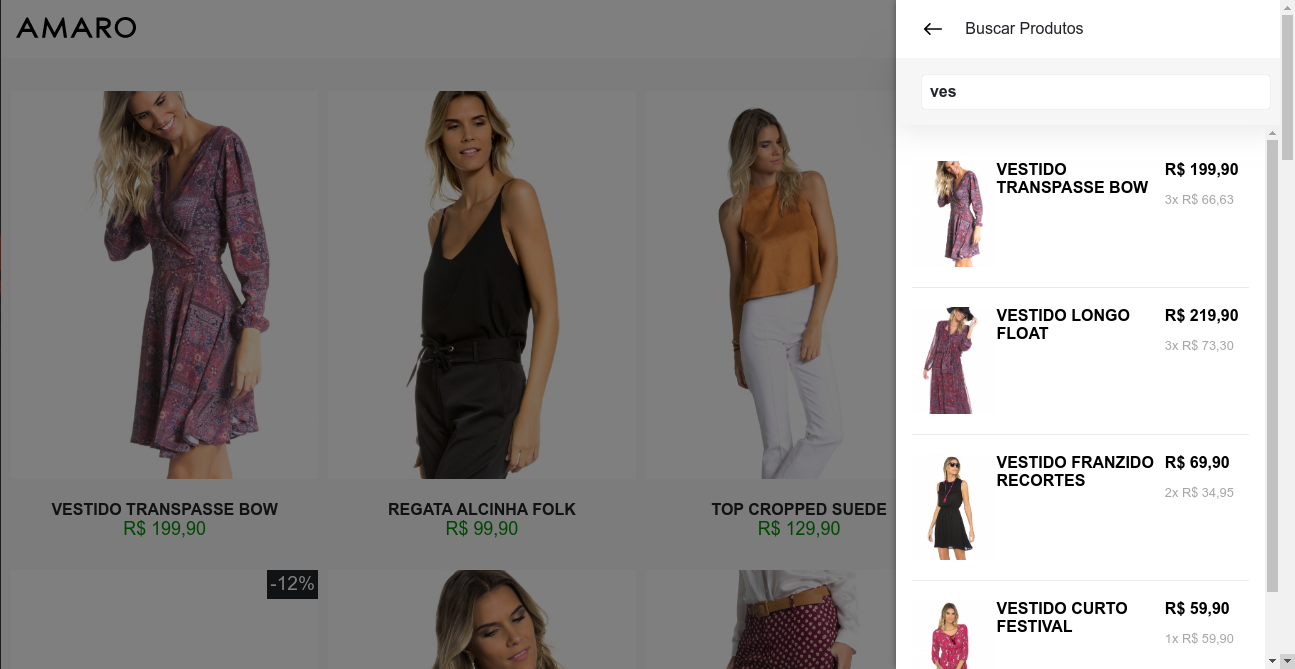 AMARO
VESTIDO TRANSPASSE BOW
R$ 199,90
REGATA ALCINHA FOLK
R$ 99,90
TOP CROPPED SUEDE
R$ 129,90
-12%
Buscar Produtos
ves
VESTIDO
TRANSPASSE BOW
R$ 199,90
3x R$ 66,63
VESTIDO LONGO
FLOAT
R$ 219,90
3x R$ 73,30
VESTIDO FRANZIDO
RECORTES
R$ 69,90
2x R$ 34,95
VESTIDO CURTO
FESTIVAL
R$ 59,90
1x R$ 59,90